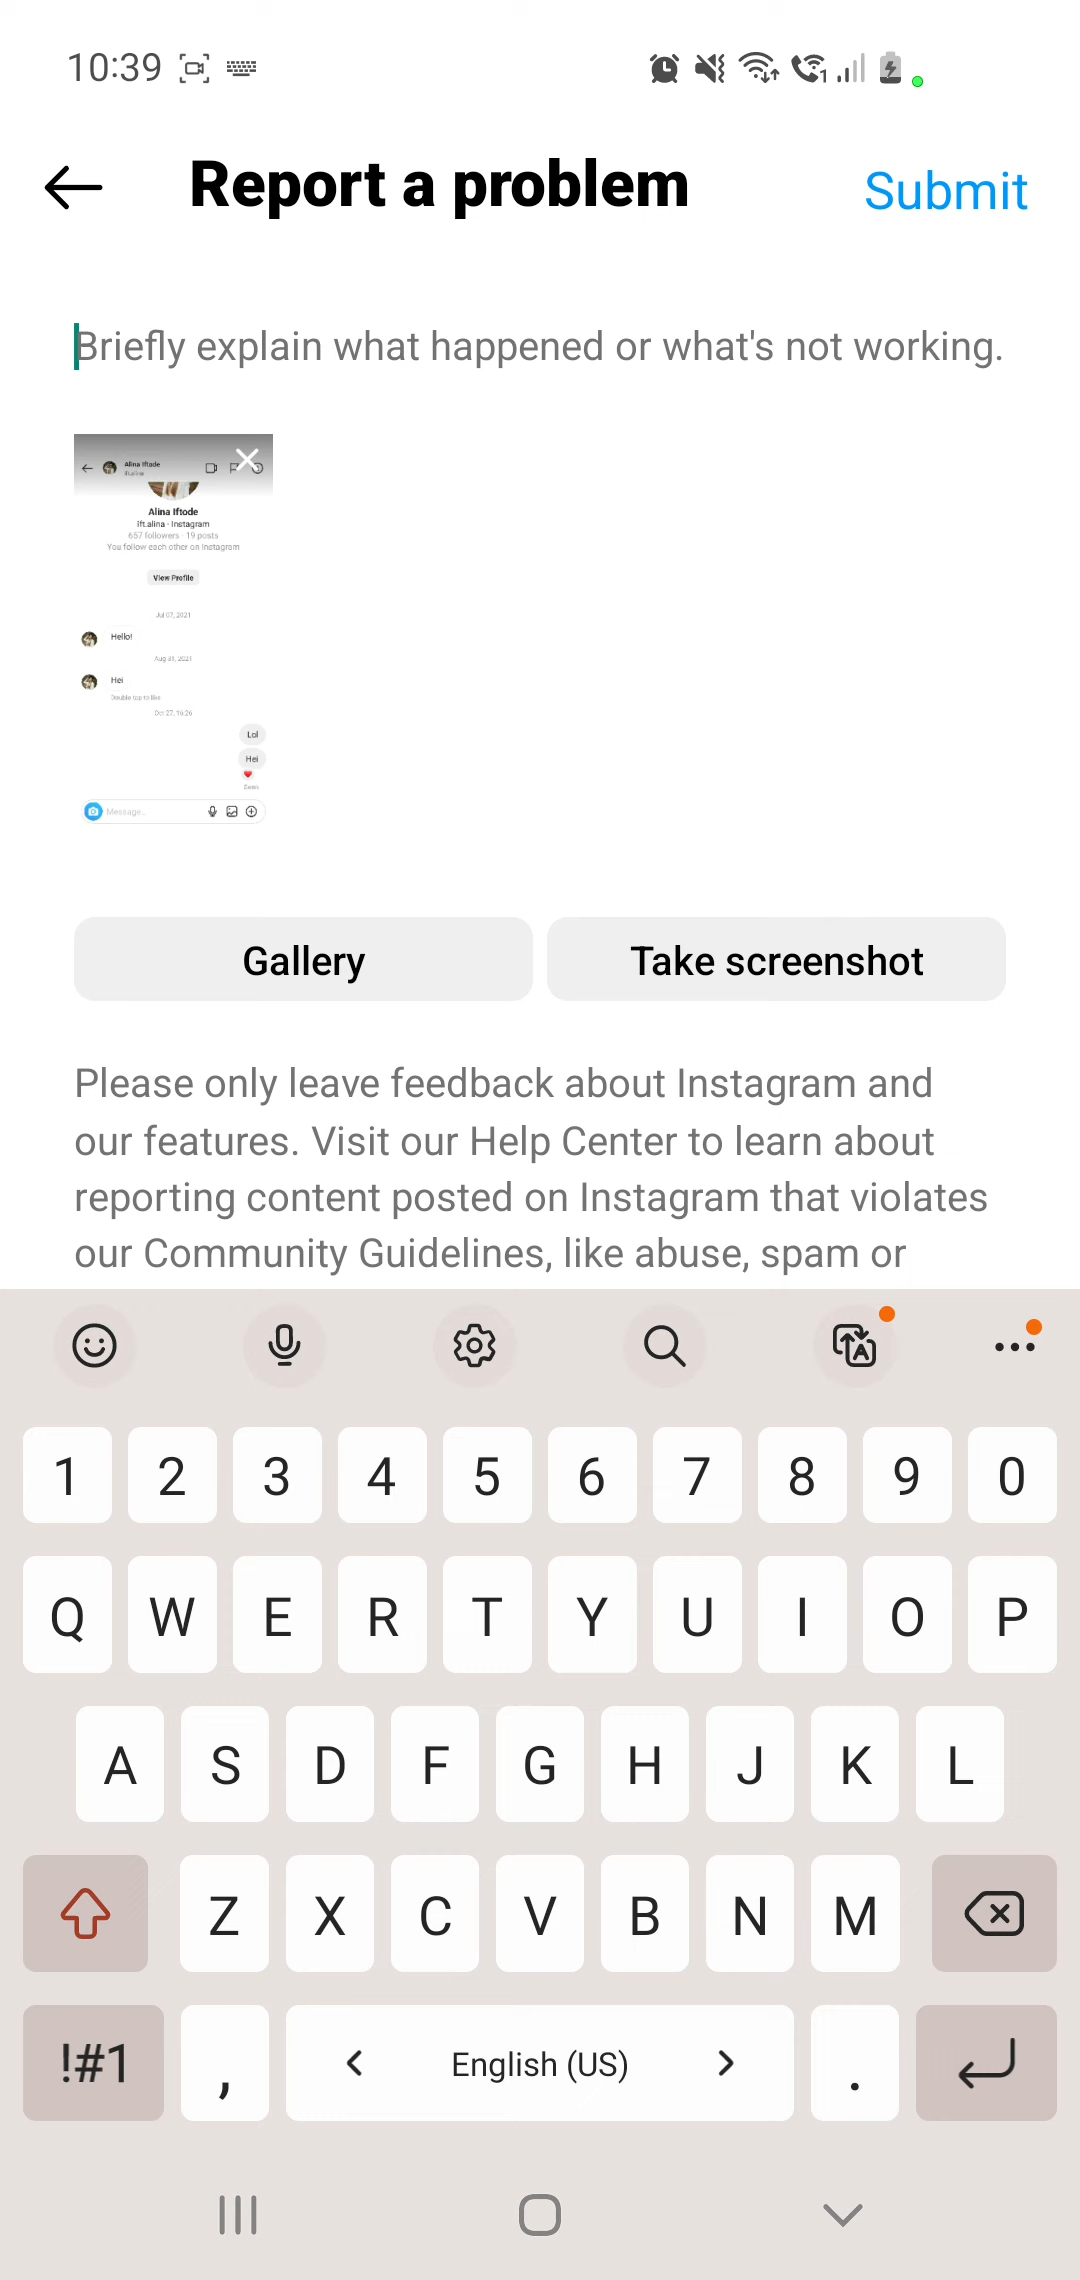 10:39
Report a problem
Submit
Briefly explain what happened or what's not working.
Alina Iftode
Alina Iftode
ift.alina · Instagram
657 followers · 19 posts
You follow each other on Instagram
View Profile
Jul 07, 2021
Hello!
Aug 31, 2021
Hei
Double tap to like
Oct 27, 16:26
Lol
Hei
Seen
Message...
Gallery
Take screenshot
Please only leave feedback about Instagram and
our features. Visit our Help Center to learn about
reporting content posted on Instagram that violates
our Community Guidelines, like abuse, spam or
1 2 3 4 5 6 7 8 9 0
Q W E R T Y U I O P
A S D F G H J K L
Z X C V B N M
!#1 , English (US) .